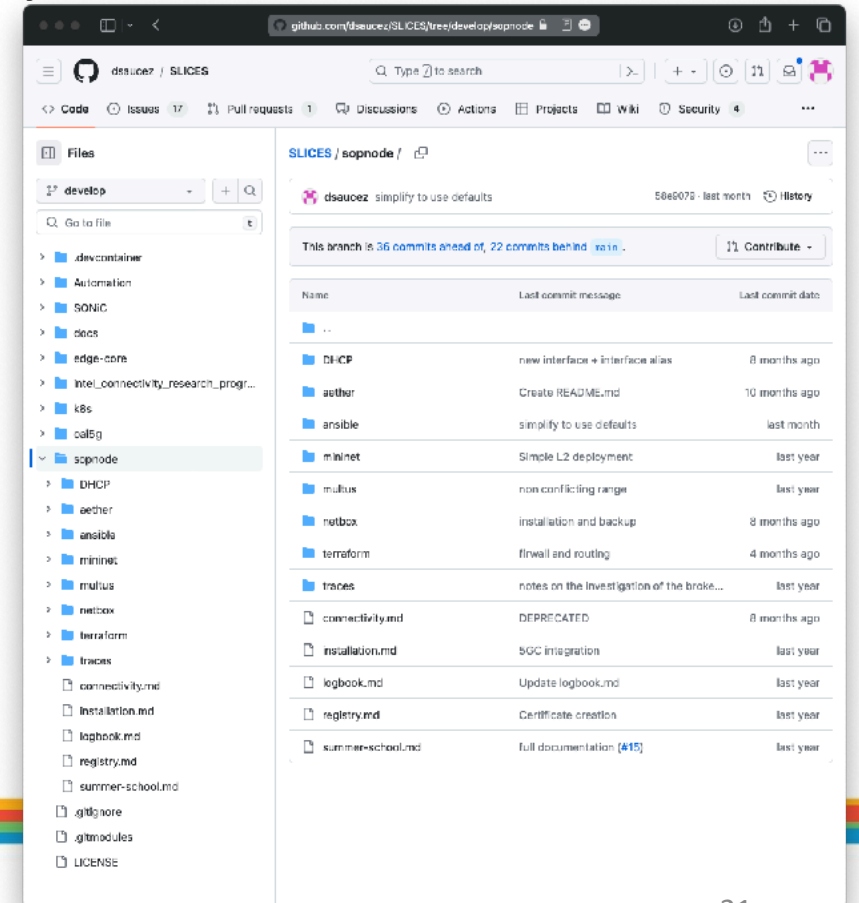 github.com/dsaucez/SLICES/tree/develop/sopnode
dsaucez / SLICES
Type / to search
Code Issues 17 Pull requests 1 Discussions Actions Projects Wiki Security 4 ...
Files
SLICES / sopnode /
develop
dsaucez simplify to use defaults 58e9079 · last month History
Go to file t
This branch is 36 commits ahead of, 22 commits behind main . Contribute
.devcontainer
Automation
SONiC
docs
edge-core
intel_connectivity_research_progr...
k8s
oai5g
sopnode
DHCP
aether
ansible
mininet
multus
netbox
terraform
traces
connectivity.md
installation.md
logbook.md
registry.md
summer-school.md
.gitignore
.gitmodules
LICENSE
Name Last commit message Last commit date
..
DHCP new interface + interface alias 8 months ago
aether Create README.md 10 months ago
ansible simplify to use defaults last month
mininet Simple L2 deployment last year
multus non conflicting range last year
netbox installation and backup 8 months ago
terraform firwall and routing 4 months ago
traces notes on the investigation of the broke... last year
connectivity.md DEPRECATED 8 months ago
installation.md 5GC integration last year
logbook.md Update logbook.md last year
registry.md Certificate creation last year
summer-school.md full documentation (#15) last year